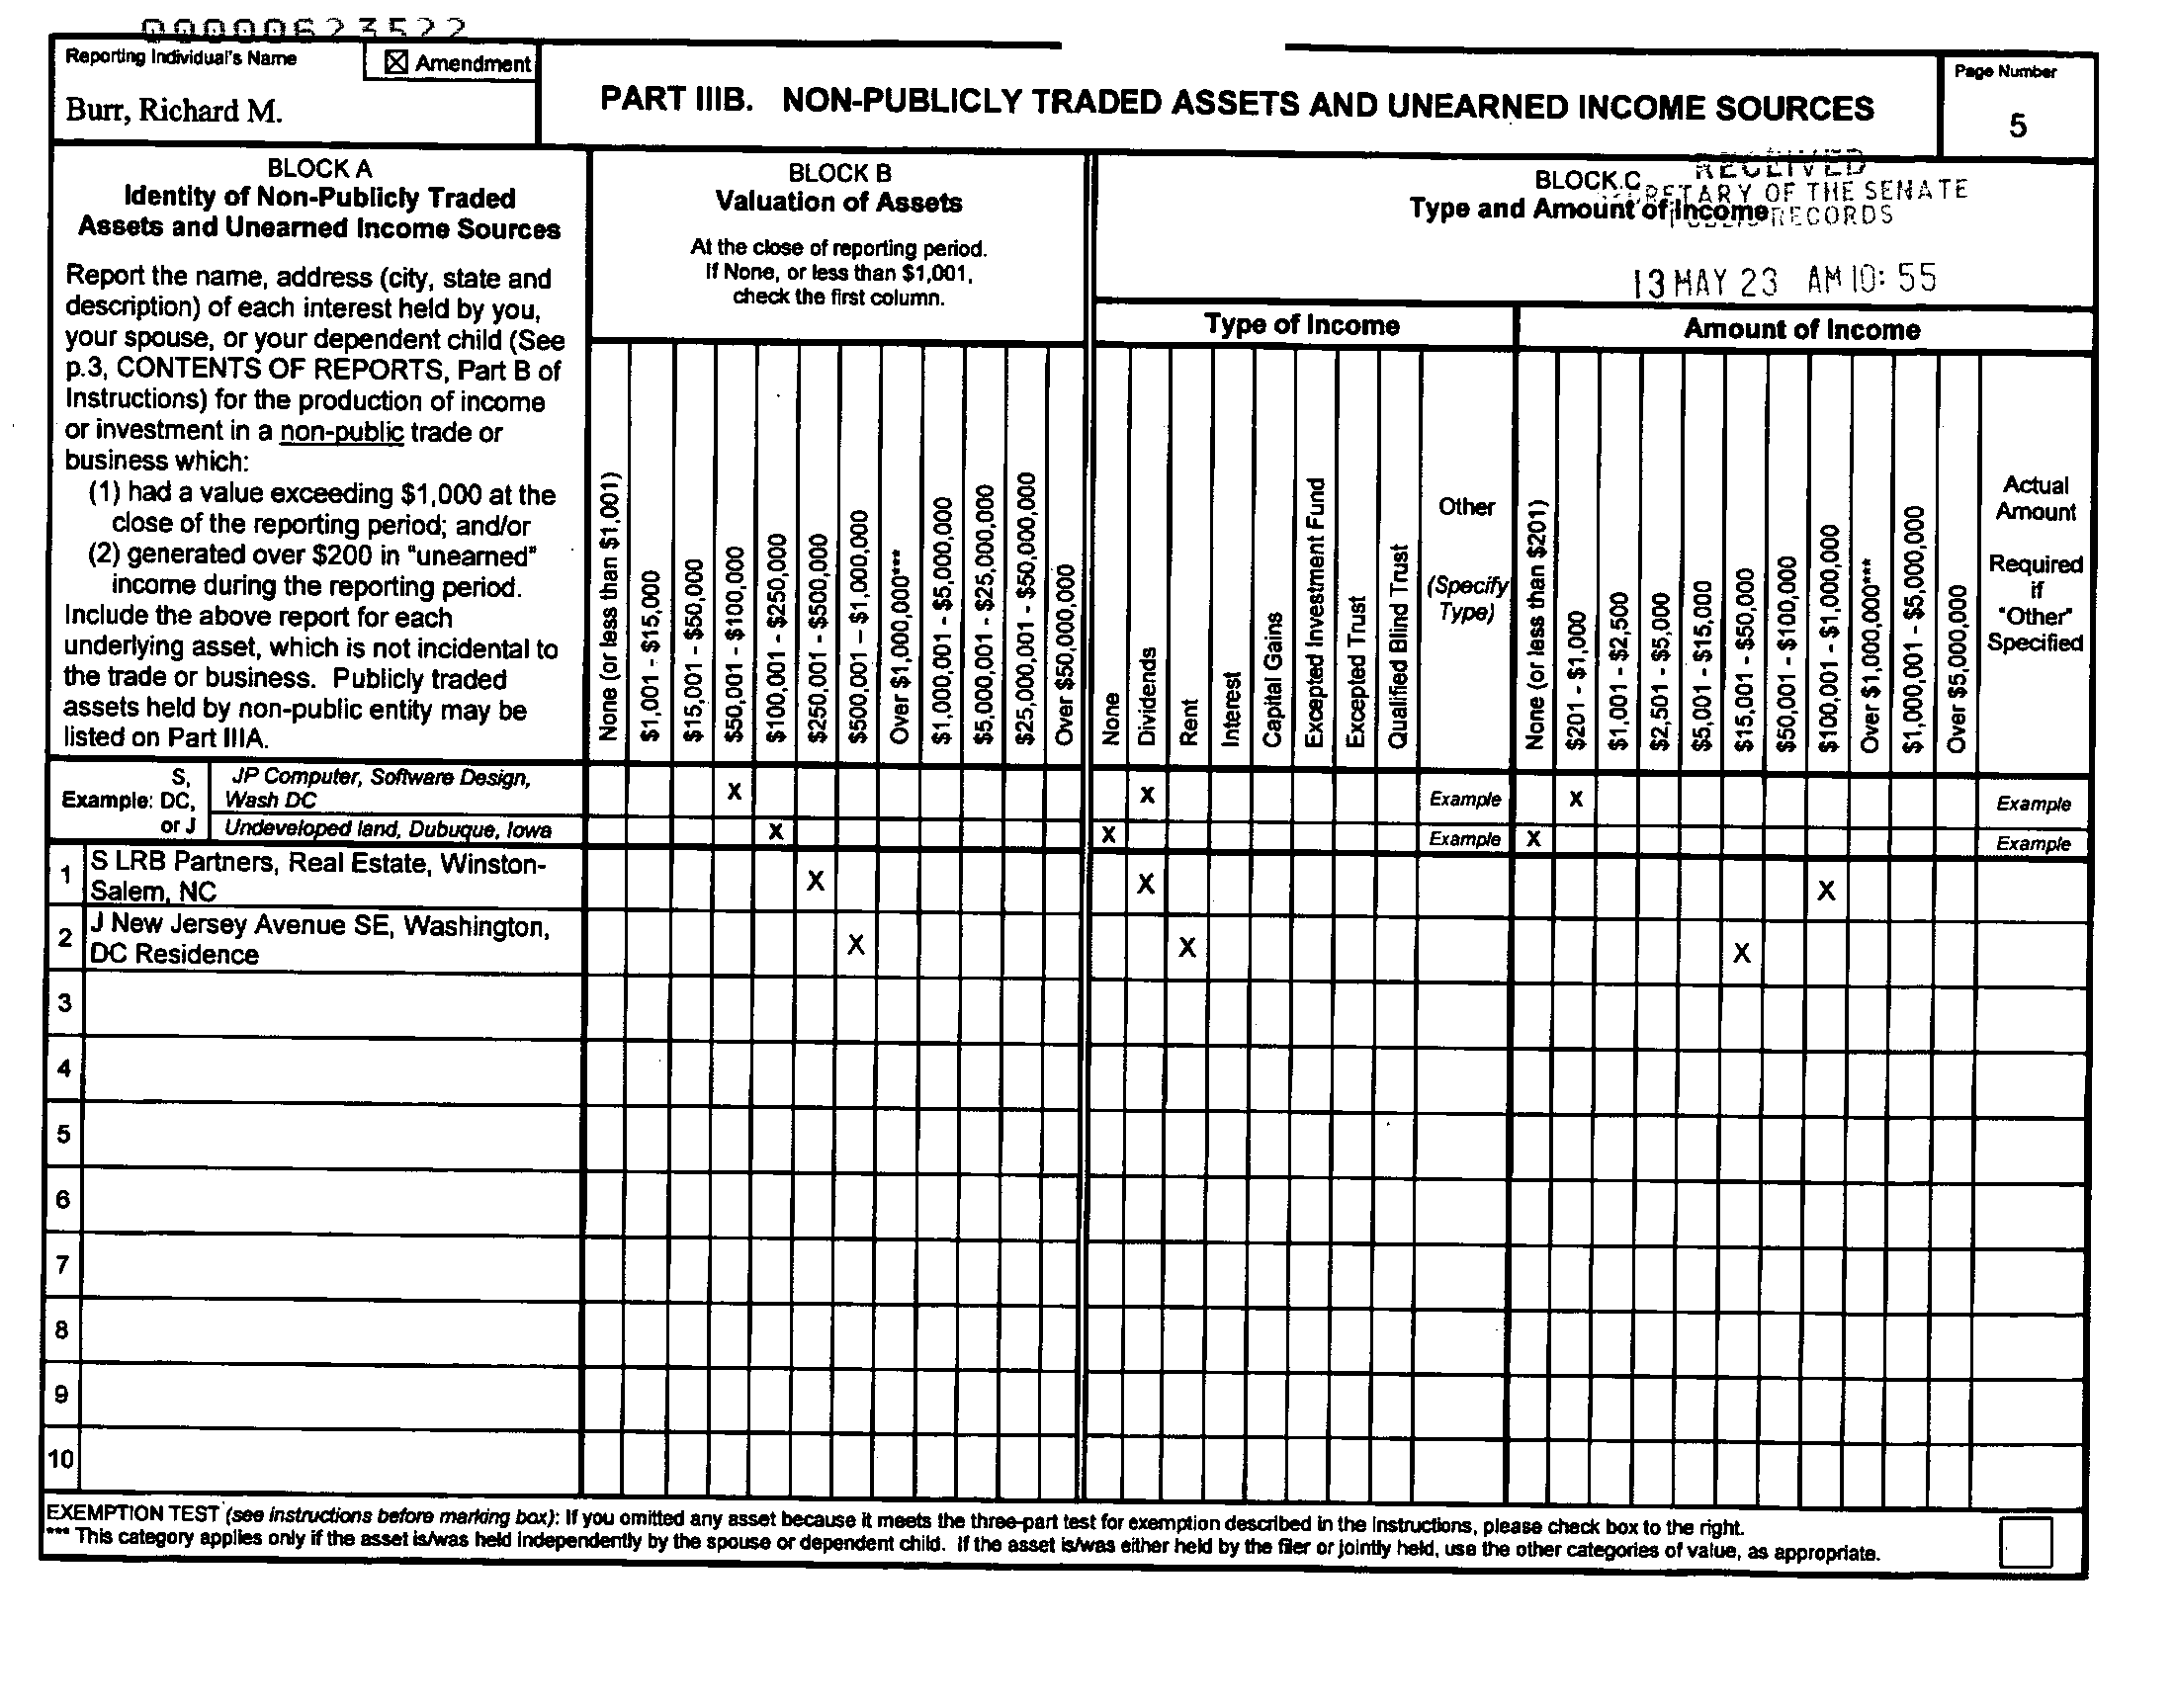 00000623522
Reporting Individual's Name
☒ Amendment
Burr, Richard M.
PART IIIB. NON-PUBLICLY TRADED ASSETS AND UNEARNED INCOME SOURCES
Page Number
5
BLOCK A
Identity of Non-Publicly Traded
Assets and Unearned Income Sources
Report the name, address (city, state and
description) of each interest held by you,
your spouse, or your dependent child (See
p.3, CONTENTS OF REPORTS, Part B of
Instructions) for the production of income
or investment in a non-public trade or
business which:
(1) had a value exceeding $1,000 at the
close of the reporting period; and/or
(2) generated over $200 in "unearned"
income during the reporting period.
Include the above report for each
underlying asset, which is not incidental to
the trade or business. Publicly traded
assets held by non-public entity may be
listed on Part IIIA.
BLOCK B
Valuation of Assets
At the close of reporting period.
If None, or less than $1,001,
check the first column.
None (or less than $1,001)
$1,001 - $15,000
$15,001 - $50,000
$50,001 - $100,000
$100,001 - $250,000
$250,001 - $500,000
$500,001 - $1,000,000
Over $1,000,000***
$1,000,001 - $5,000,000
$5,000,001 - $25,000,000
$25,000,001 - $50,000,000
Over $50,000,000
BLOCK C
Type and Amount of Income
RECEIVED
SECRETARY OF THE SENATE
PUBLIC RECORDS
13 MAY 23 AM 10: 55
Type of Income
None
Dividends
Rent
Interest
Capital Gains
Excepted Investment Fund
Excepted Trust
Qualified Blind Trust
Other
(Specify
Type)
Amount of Income
None (or less than $201)
$201 - $1,000
$1,001 - $2,500
$2,501 - $5,000
$5,001 - $15,000
$15,001 - $50,000
$50,001 - $100,000
$100,001 - $1,000,000
Over $1,000,000***
$1,000,001 - $5,000,000
Over $5,000,000
Actual
Amount
Required
if
"Other"
Specified
Example: S, DC, or J
JP Computer, Software Design,
Wash DC X X Example X Example
Undeveloped land, Dubuque, Iowa X X Example X Example
1 S LRB Partners, Real Estate, Winston-
Salem, NC X X X
2 J New Jersey Avenue SE, Washington,
DC Residence X X X
3
4
5
6
7
8
9
10
EXEMPTION TEST (see instructions before marking box): If you omitted any asset because it meets the three-part test for exemption described in the instructions, please check box to the right.
*** This category applies only if the asset is/was held independently by the spouse or dependent child. If the asset is/was either held by the filer or jointly held, use the other categories of value, as appropriate.